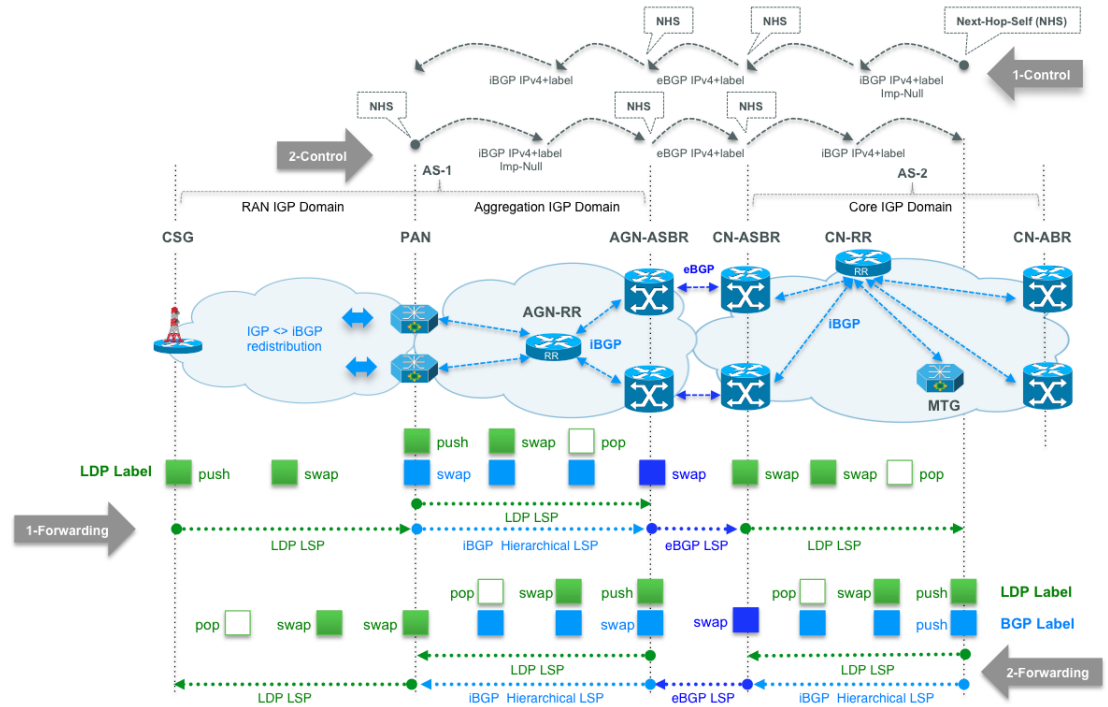 NHS
NHS
Next-Hop-Self (NHS)
iBGP IPv4+label
eBGP IPv4+label
iBGP IPv4+label
Imp-Null
1-Control
NHS
NHS
NHS
2-Control
iBGP IPv4+label
Imp-Null
eBGP IPv4+label
iBGP IPv4+label
AS-1
AS-2
RAN IGP Domain
Aggregation IGP Domain
Core IGP Domain
CSG
PAN
AGN-ASBR
CN-ASBR
CN-RR
CN-ABR
eBGP
RR
IGP <> iBGP
redistribution
AGN-RR
RR
iBGP
iBGP
MTG
push
swap
pop
LDP Label
push
swap
swap
swap
swap
swap
pop
LDP LSP
1-Forwarding
LDP LSP
iBGP Hierarchical LSP
eBGP LSP
LDP LSP
pop
swap
push
pop
swap
push
LDP Label
pop
swap
swap
swap
swap
push
BGP Label
LDP LSP
LDP LSP
2-Forwarding
LDP LSP
iBGP Hierarchical LSP
eBGP LSP
iBGP Hierarchical LSP